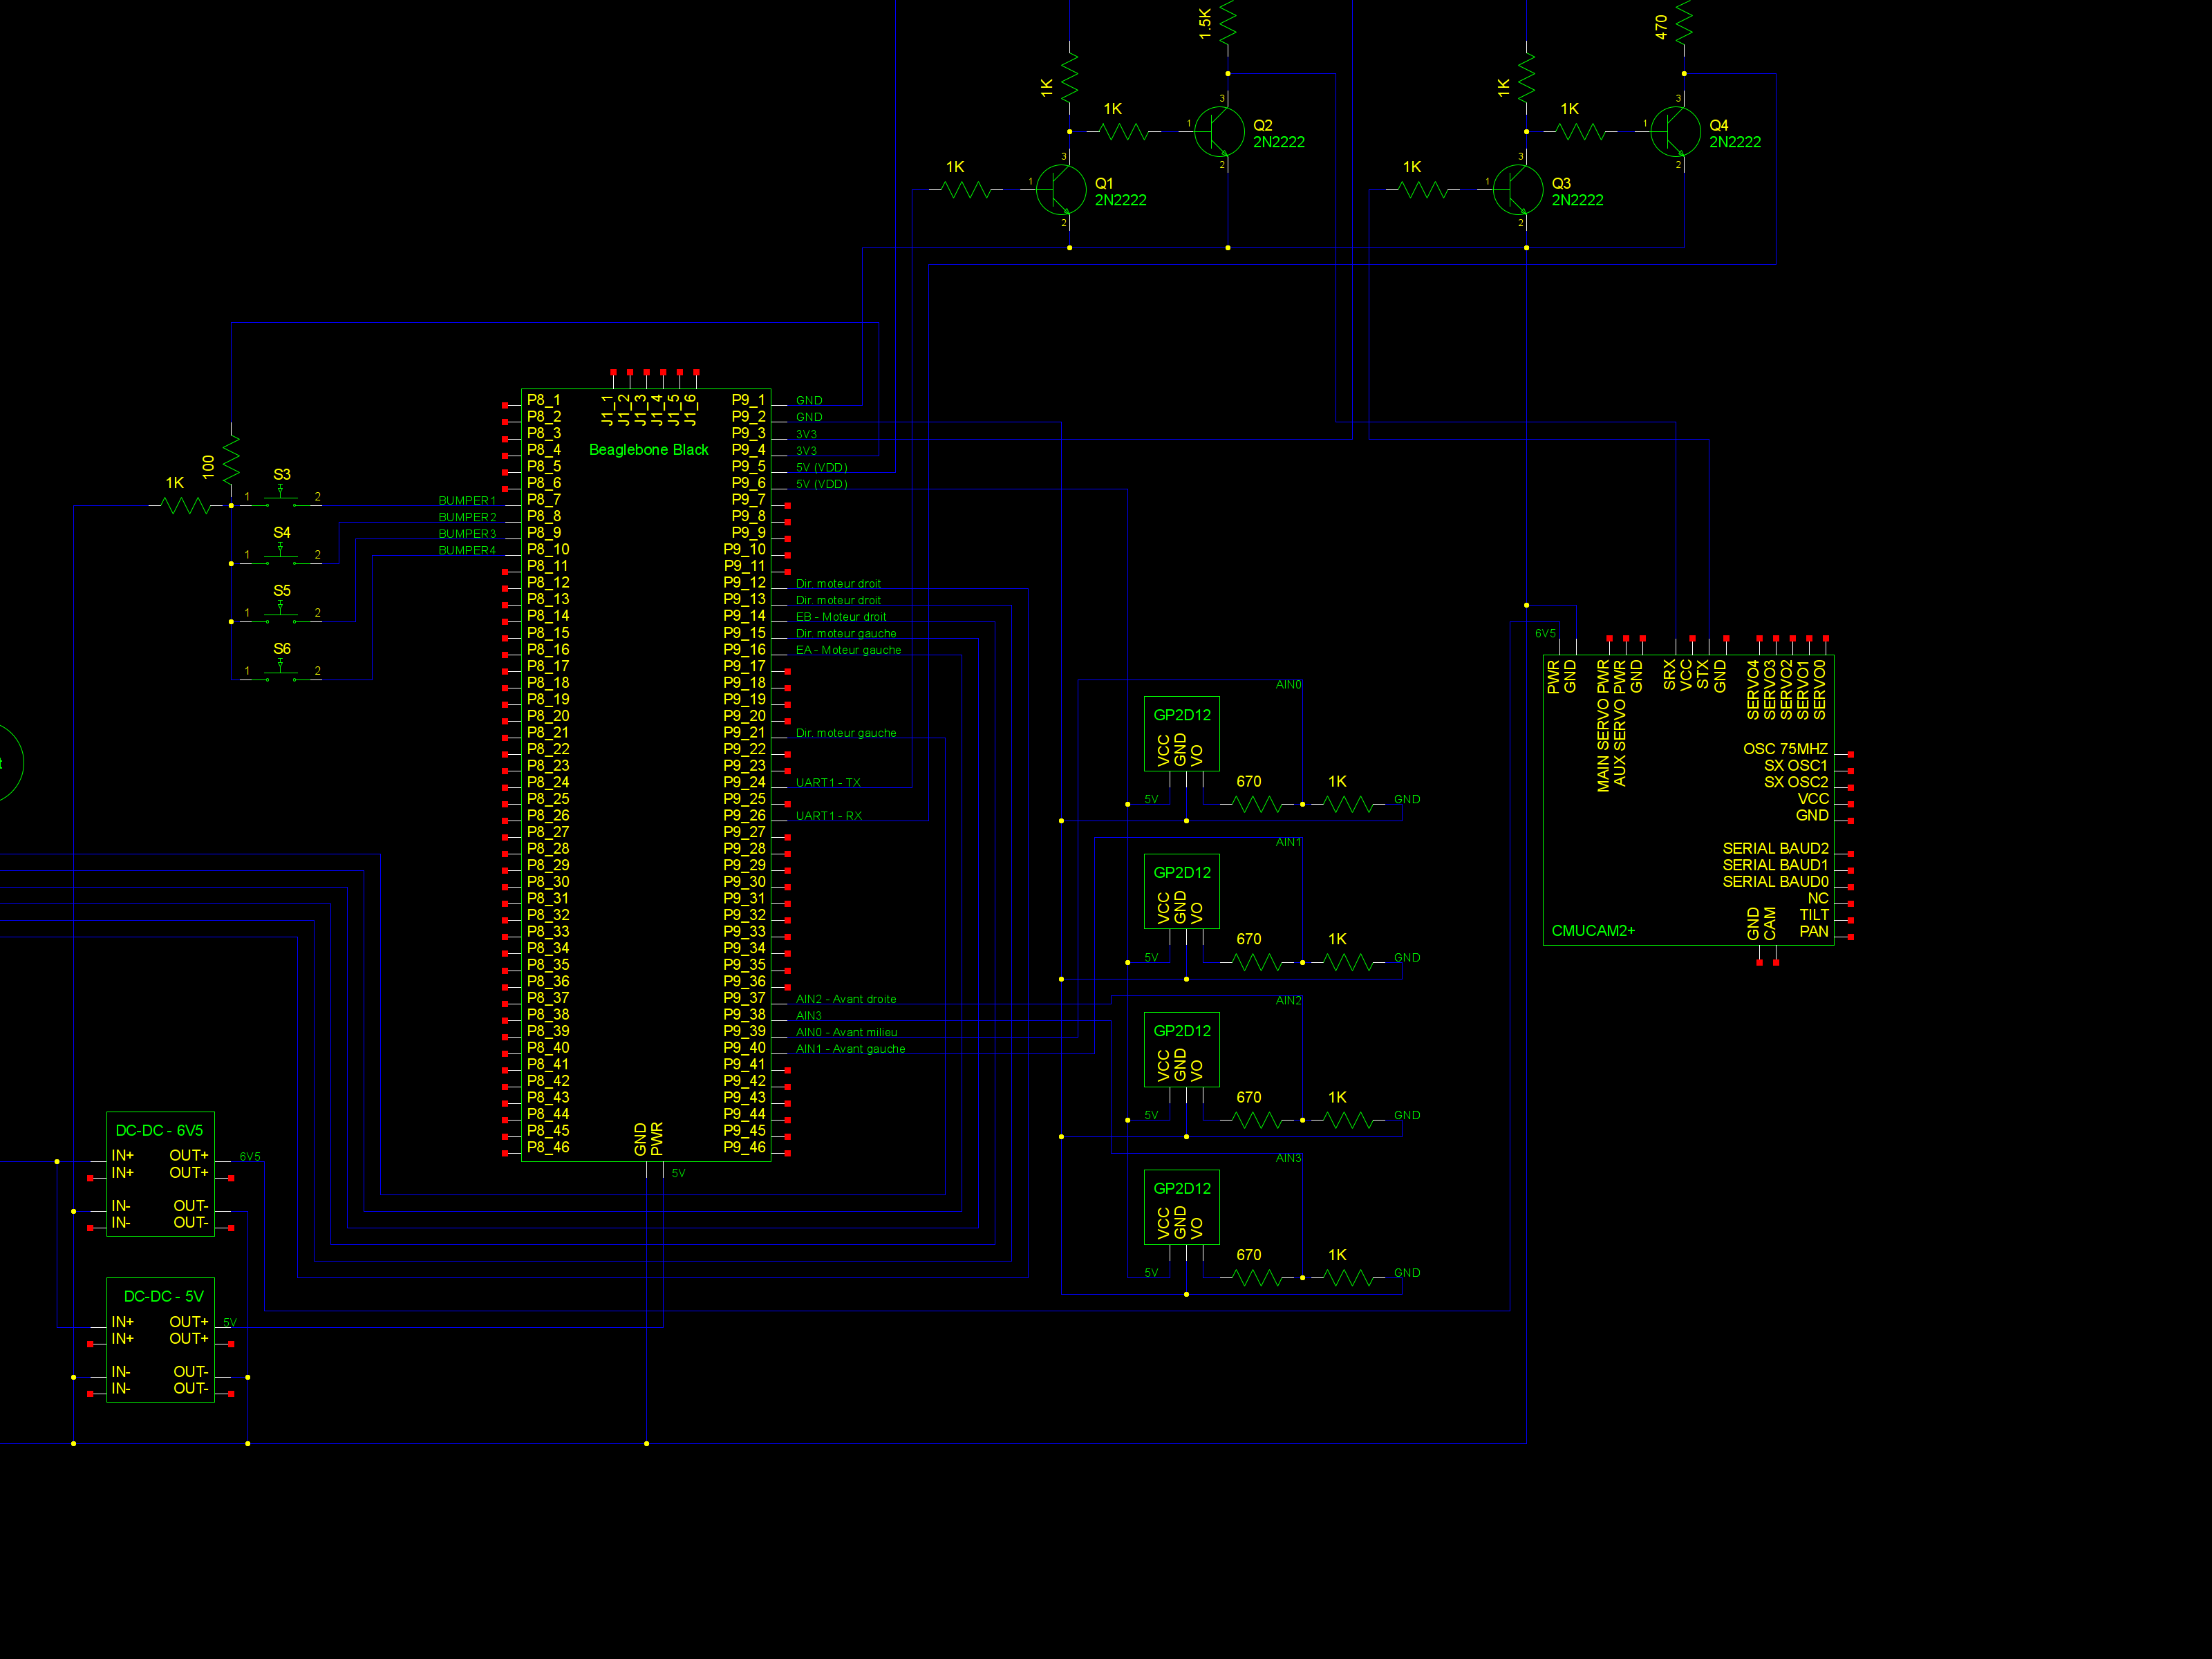 1.5K
470
1K
1K
Q2
2N2222
1
3
2
1K
1K
Q4
2N2222
1
3
2
1K
Q1
2N2222
1
3
2
1K
Q3
2N2222
1
3
2
100
1K
S3
1
2
S4
1
2
S5
1
2
S6
1
2
BUMPER1
BUMPER2
BUMPER3
BUMPER4
Beaglebone Black
J1_1
J1_2
J1_3
J1_4
J1_5
J1_6
P8_1
P8_2
P8_3
P8_4
P8_5
P8_6
P8_7
P8_8
P8_9
P8_10
P8_11
P8_12
P8_13
P8_14
P8_15
P8_16
P8_17
P8_18
P8_19
P8_20
P8_21
P8_22
P8_23
P8_24
P8_25
P8_26
P8_27
P8_28
P8_29
P8_30
P8_31
P8_32
P8_33
P8_34
P8_35
P8_36
P8_37
P8_38
P8_39
P8_40
P8_41
P8_42
P8_43
P8_44
P8_45
P8_46
P9_1
P9_2
P9_3
P9_4
P9_5
P9_6
P9_7
P9_8
P9_9
P9_10
P9_11
P9_12
P9_13
P9_14
P9_15
P9_16
P9_17
P9_18
P9_19
P9_20
P9_21
P9_22
P9_23
P9_24
P9_25
P9_26
P9_27
P9_28
P9_29
P9_30
P9_31
P9_32
P9_33
P9_34
P9_35
P9_36
P9_37
P9_38
P9_39
P9_40
P9_41
P9_42
P9_43
P9_44
P9_45
P9_46
GND
PWR
5V
GND
GND
3V3
3V3
5V (VDD)
5V (VDD)
Dir. moteur droit
Dir. moteur droit
EB - Moteur droit
Dir. moteur gauche
EA - Moteur gauche
Dir. moteur gauche
UART1 - TX
UART1 - RX
AIN2 - Avant droite
AIN3
AIN0 - Avant milieu
AIN1 - Avant gauche
AIN0
GP2D12
VCC
GND
VO
5V
670
1K
GND
AIN1
GP2D12
VCC
GND
VO
5V
670
1K
GND
AIN2
GP2D12
VCC
GND
VO
5V
670
1K
GND
AIN3
GP2D12
VCC
GND
VO
5V
670
1K
GND
6V5
PWR
GND
MAIN SERVO PWR
AUX SERVO PWR
GND
SRX
VCC
STX
GND
SERVO4
SERVO3
SERVO2
SERVO1
SERVO0
OSC 75MHZ
SX OSC1
SX OSC2
VCC
GND
SERIAL BAUD2
SERIAL BAUD1
SERIAL BAUD0
NC
TILT
PAN
GND
CAM
CMUCAM2+
DC-DC - 6V5
IN+ OUT+
IN+ OUT+
IN- OUT-
IN- OUT-
6V5
DC-DC - 5V
IN+ OUT+
IN+ OUT+
IN- OUT-
IN- OUT-
5V